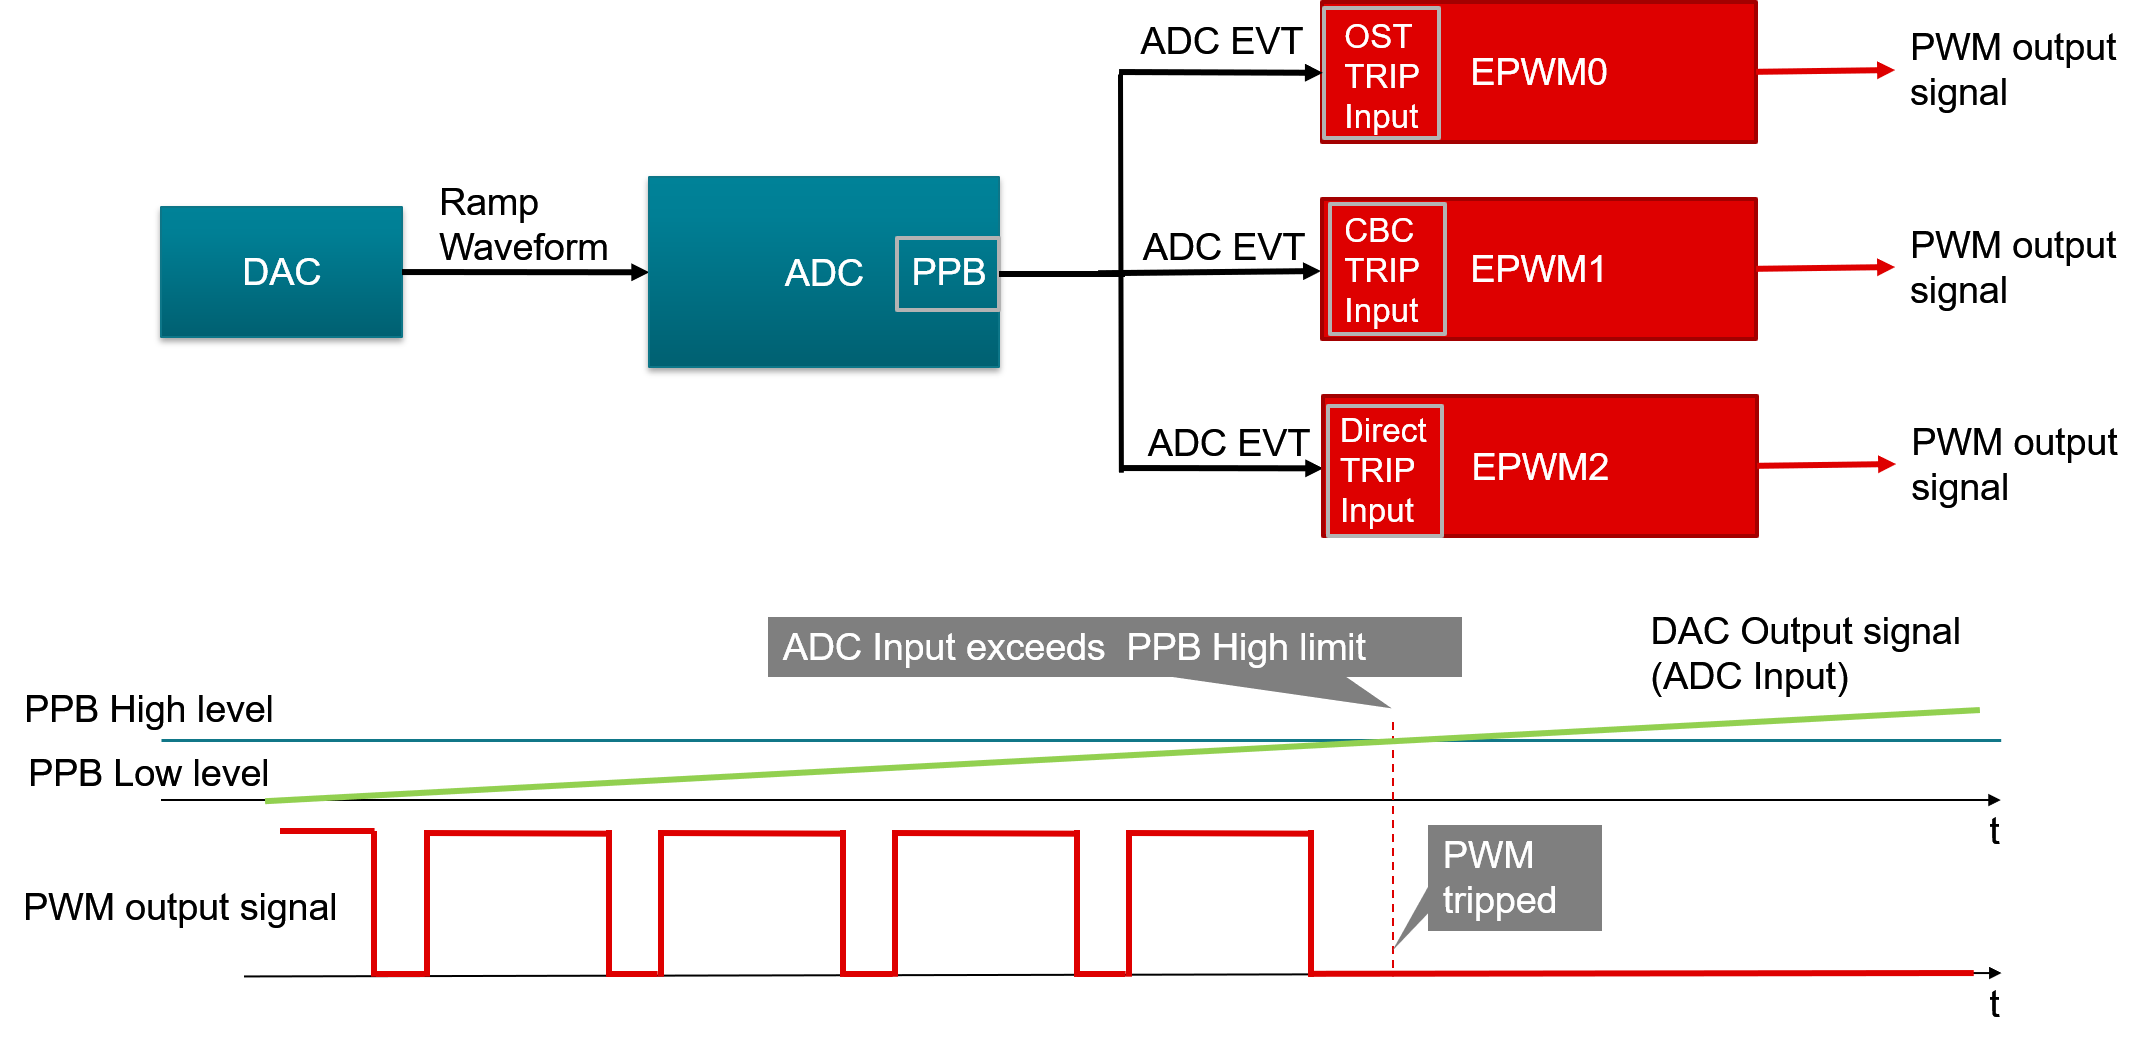 ADC EVT
OST
TRIP
Input
EPWM0
PWM output
signal
Ramp
Waveform
DAC
ADC
PPB
ADC EVT
CBC
TRIP
Input
EPWM1
PWM output
signal
ADC EVT
Direct
TRIP
Input
EPWM2
PWM output
signal
ADC Input exceeds  PPB High limit
DAC Output signal
(ADC Input)
PPB High level
PPB Low level
t
PWM output signal
PWM
tripped
t